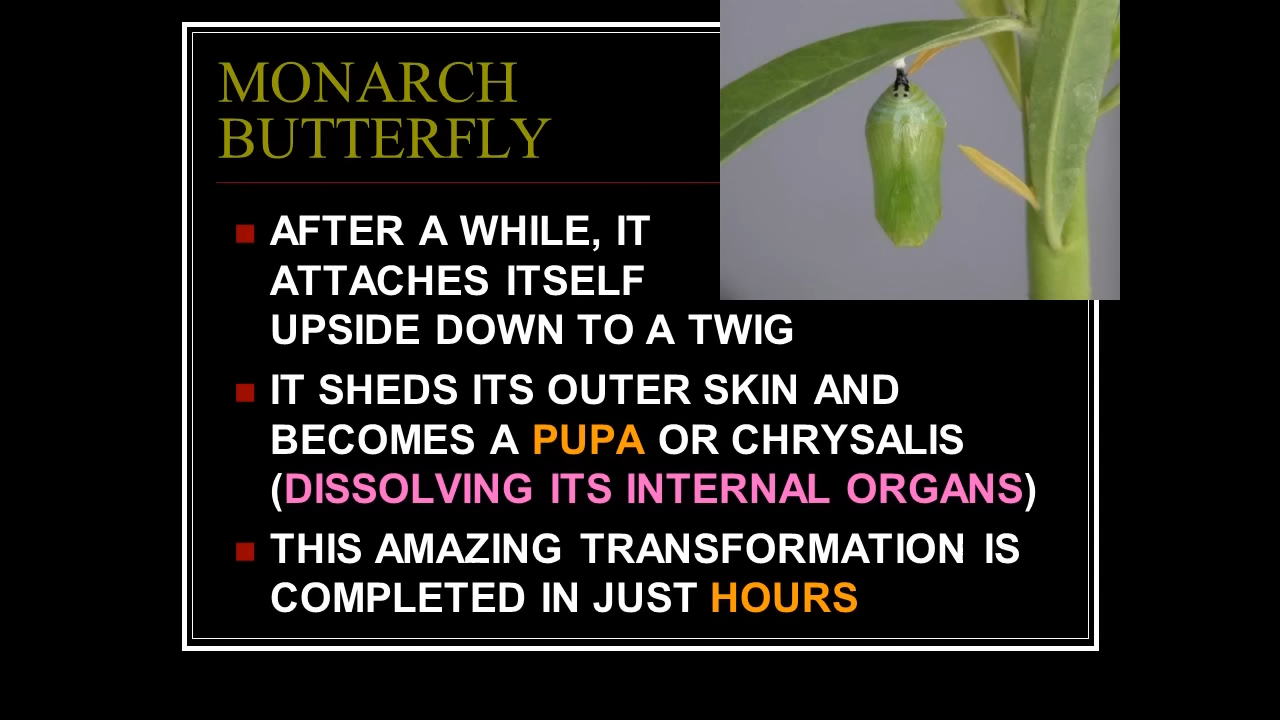 MONARCH
BUTTERFLY
AFTER A WHILE, IT
ATTACHES ITSELF
UPSIDE DOWN TO A TWIG
IT SHEDS ITS OUTER SKIN AND
BECOMES A PUPA OR CHRYSALIS
(DISSOLVING ITS INTERNAL ORGANS)
THIS AMAZING TRANSFORMATION IS
COMPLETED IN JUST HOURS